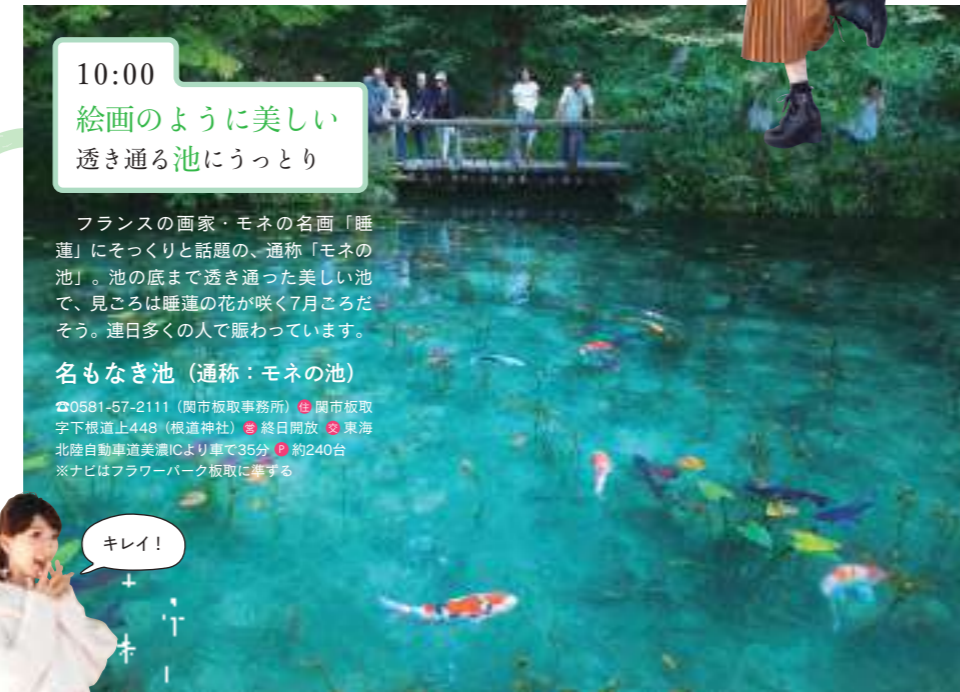 10:00
絵画のように美しい
透き通る池にうっとり
フランスの画家・モネの名画「睡
蓮」にそっくりと話題の、通称「モネの
池」。池の底まで透き通った美しい池
で、見ごろは睡蓮の花が咲く7月ごろだ
そう。連日多くの人で賑わっています。
名もなき池（通称：モネの池）
☎0581-57-2111（関市板取事務所）住関市板取
字下根道上448（根道神社）営終日開放 交東海
北陸自動車道美濃ICより車で35分 P約240台
※ナビはフラワーパーク板取に準ずる
キレイ！